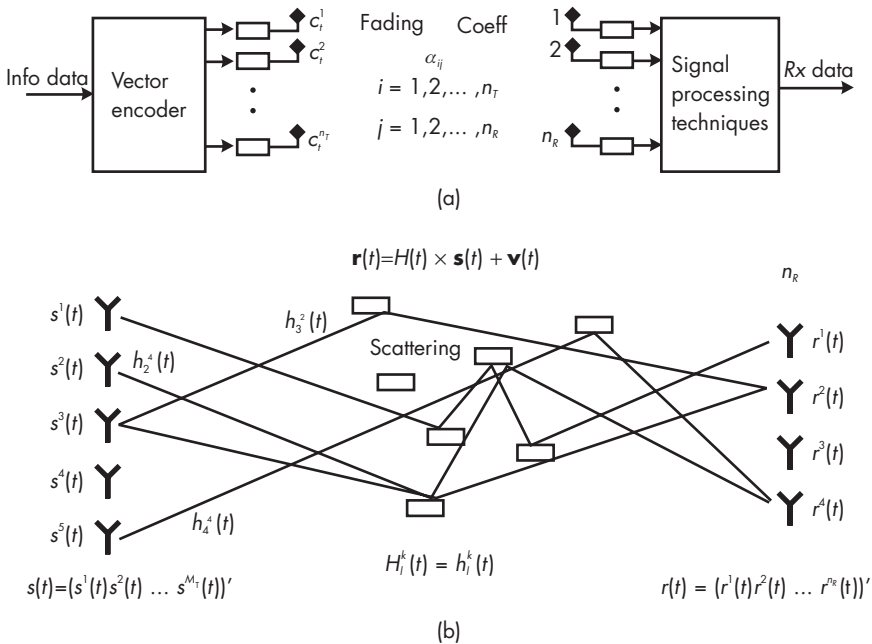 c_t^1 Fading Coeff 1
c_t^2 α_ij 2
Info data Vector encoder i = 1,2,... ,n_T Signal processing techniques Rx data
c_t^{n_T} j = 1,2,... ,n_R n_R
(a)
r(t)=H(t) × s(t) + v(t)
n_R
s^1(t) h_3^2(t) r^1(t)
s^2(t) h_2^4(t) Scattering r^2(t)
s^3(t) r^3(t)
s^4(t) r^4(t)
s^5(t) h_4^4(t)
H_l^k(t) = h_l^k(t)
s(t)=(s^1(t)s^2(t) ... s^{M_T}(t))′ r(t) = (r^1(t)r^2(t) ... r^{n_R}(t))′
(b)